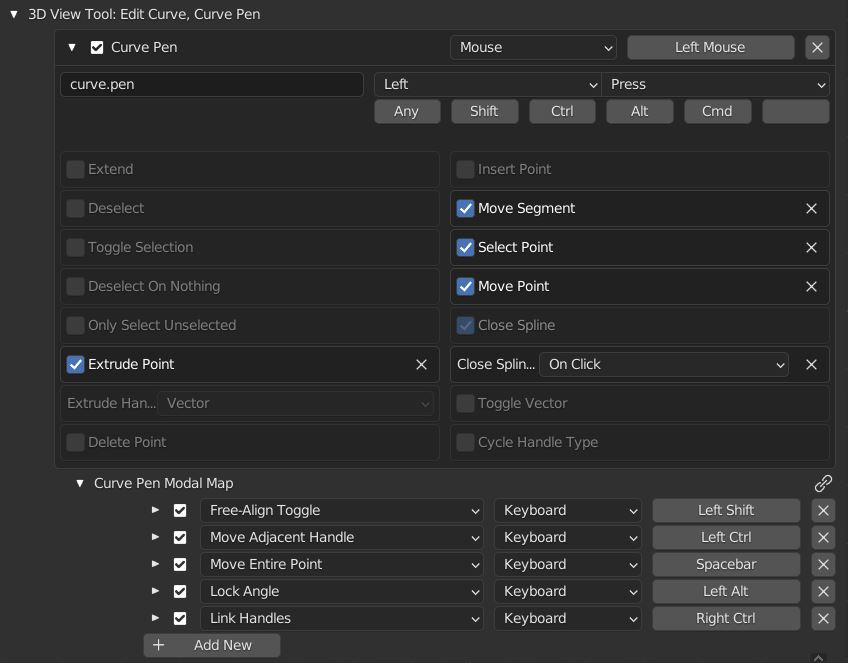 3D View Tool: Edit Curve, Curve Pen
Curve Pen Mouse Left Mouse
curve.pen Left Press
Any Shift Ctrl Alt Cmd
Extend Insert Point
Deselect Move Segment
Toggle Selection Select Point
Deselect On Nothing Move Point
Only Select Unselected Close Spline
Extrude Point Close Splin... On Click
Extrude Han... Vector Toggle Vector
Delete Point Cycle Handle Type
Curve Pen Modal Map
Free-Align Toggle Keyboard Left Shift
Move Adjacent Handle Keyboard Left Ctrl
Move Entire Point Keyboard Spacebar
Lock Angle Keyboard Left Alt
Link Handles Keyboard Right Ctrl
+ Add New